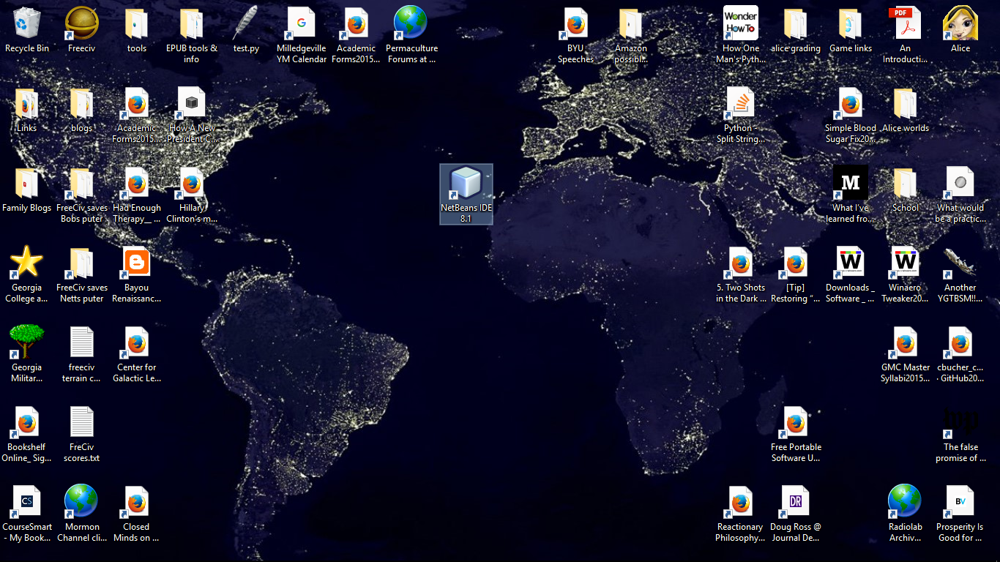 Wonder
HowTo
PDF
Recycle Bin
Freeciv
tools
EPUB tools &
info
test.py
Milledgeville
YM Calendar
Academic
Forms2015...
Permaculture
Forums at ...
BYU
Speeches
Amazon
possibl...
How One
Man's Pyth...
alice grading
Game links
An
Introducti...
Alice
Links
blogs
Academic
Forms2015...
How A New
President C...
Python -
Split String...
Simple Blood
Sugar Fix20...
Alice worlds
M
Family Blogs
FreeCiv saves
Bobs puter
Had Enough
Therapy__ ...
Hillary
Clinton's m...
NetBeans IDE
8.1
What I've
learned fro...
School
What would
be a practic...
W
W
Georgia
College a...
FreeCiv saves
Netts puter
Bayou
Renaissanc...
5. Two Shots
in the Dark ...
[Tip]
Restoring “...
Downloads _
Software _ ...
Winaero
Tweaker20...
Another
YGTBSM!!...
Georgia
Militar...
freeciv
terrain c...
Center for
Galactic Le...
GMC Master
Syllabi2015...
cbucher_c...
· GitHub20...
wp
Bookshelf
Online_ Sig...
FreCiv
scores.txt
Free Portable
Software U...
The false
promise of ...
CS
DR
BV
CourseSmart
- My Book...
Mormon
Channel cli...
Closed
Minds on ...
Reactionary
Philosophy...
Doug Ross @
Journal De...
Radiolab
Archiv...
Prosperity Is
Good for ...